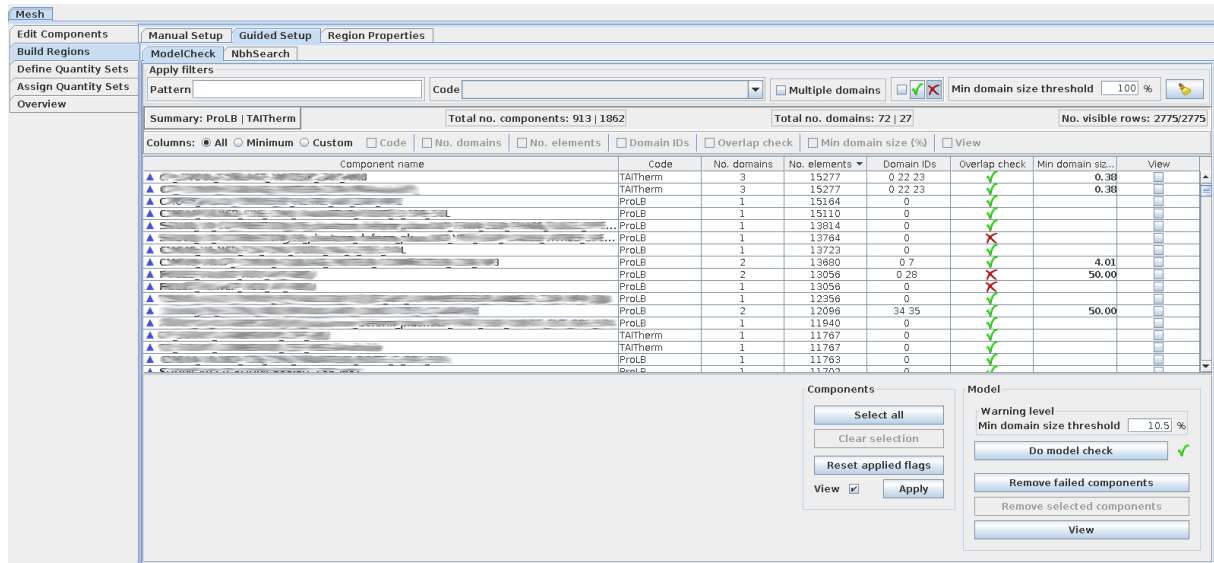 Mesh
Edit Components
Build Regions
Define Quantity Sets
Assign Quantity Sets
Overview
Manual Setup Guided Setup Region Properties
ModelCheck NbhSearch
Apply filters
Pattern Code Multiple domains Min domain size threshold 100 %
Summary: ProLB | TAITherm Total no. components: 913 | 1862 Total no. domains: 72 | 27 No. visible rows: 2775/2775
Columns: All Minimum Custom Code No. domains No. elements Domain IDs Overlap check Min domain size (%) View
Component name Code No. domains No. elements Domain IDs Overlap check Min domain siz... View
TAITherm 3 15277 0 22 23 0.38
TAITherm 3 15277 0 22 23 0.38
ProLB 1 15164 0
ProLB 1 15110 0
ProLB 1 13814 0
ProLB 1 13764 0
ProLB 1 13723 0
ProLB 2 13680 0 7 4.01
ProLB 2 13056 0 28 50.00
ProLB 1 13056 0
ProLB 1 12356 0
ProLB 2 12096 34 35 50.00
ProLB 1 11940 0
TAITherm 1 11767 0
TAITherm 1 11767 0
ProLB 1 11763 0
ProLB 1 11702 0
Components
Select all
Clear selection
Reset applied flags
View Apply
Model
Warning level
Min domain size threshold 10.5 %
Do model check
Remove failed components
Remove selected components
View